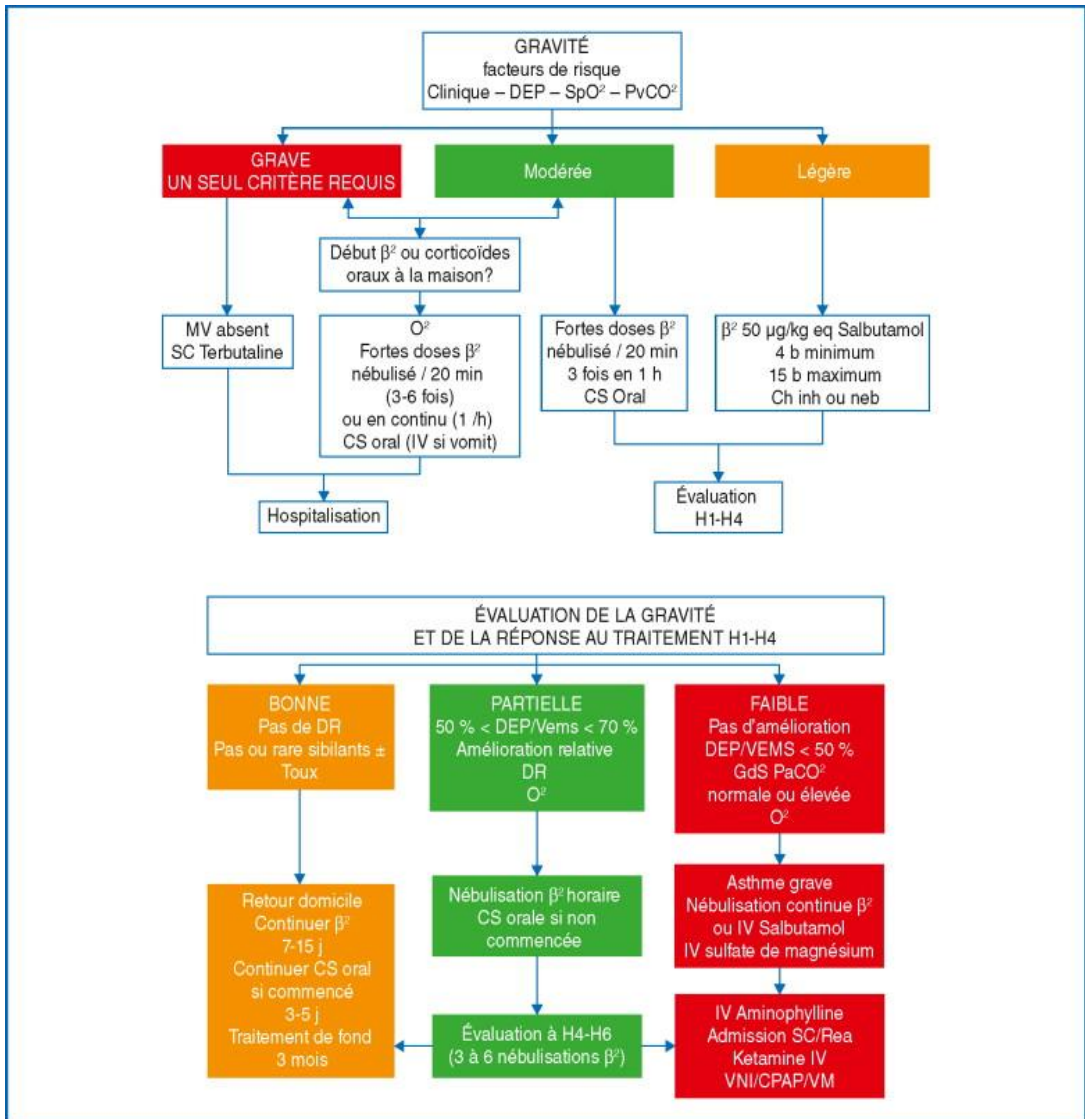 GRAVITÉ
facteurs de risque
Clinique – DEP – SpO² – PvCO²
GRAVE
UN SEUL CRITÈRE REQUIS
Modérée
Légère
Début β² ou corticoïdes
oraux à la maison?
MV absent
SC Terbutaline
O²
Fortes doses β²
nébulisé / 20 min
(3-6 fois)
ou en continu (1 /h)
CS oral (IV si vomit)
Fortes doses β²
nébulisé / 20 min
3 fois en 1 h
CS Oral
β² 50 µg/kg eq Salbutamol
4 b minimum
15 b maximum
Ch inh ou neb
Hospitalisation
Évaluation
H1-H4
ÉVALUATION DE LA GRAVITÉ
ET DE LA RÉPONSE AU TRAITEMENT H1-H4
BONNE
Pas de DR
Pas ou rare sibilants ±
Toux
PARTIELLE
50 % < DEP/Vems < 70 %
Amélioration relative
DR
O²
FAIBLE
Pas d'amélioration
DEP/VEMS < 50 %
GdS PaCO²
normale ou élevée
O²
Retour domicile
Continuer β²
7-15 j
Continuer CS oral
si commencé
3-5 j
Traitement de fond
3 mois
Nébulisation β² horaire
CS orale si non
commencée
Asthme grave
Nébulisation continue β²
ou IV Salbutamol
IV sulfate de magnésium
Évaluation à H4-H6
(3 à 6 nébulisations β²)
IV Aminophylline
Admission SC/Rea
Ketamine IV
VNI/CPAP/VM